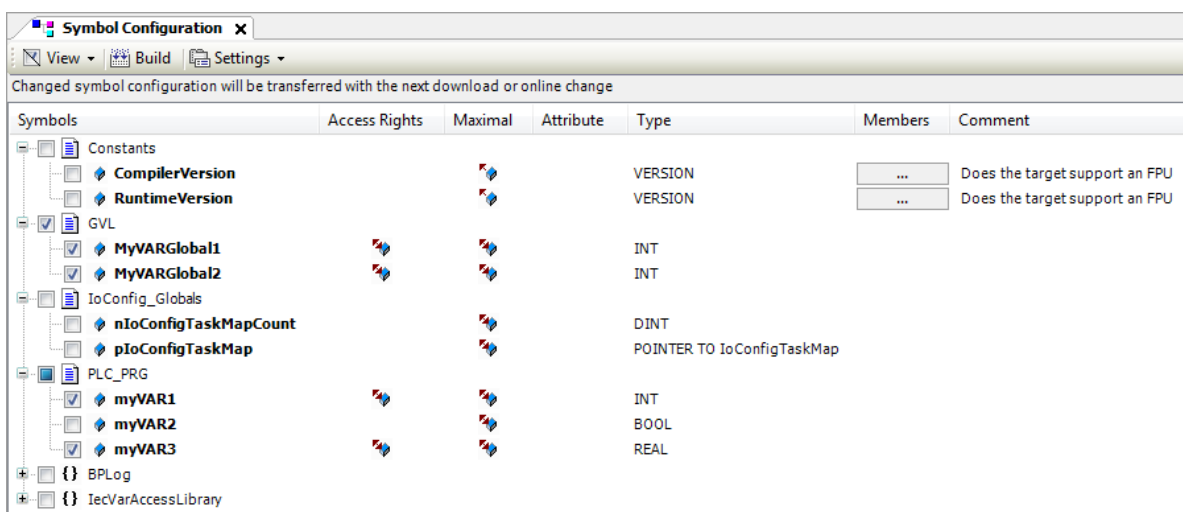 Symbol Configuration X
View Build Settings
Changed symbol configuration will be transferred with the next download or online change
Symbols Access Rights Maximal Attribute Type Members Comment
Constants
CompilerVersion VERSION ... Does the target support an FPU
RuntimeVersion VERSION ... Does the target support an FPU
GVL
MyVARGlobal1 INT
MyVARGlobal2 INT
IoConfig_Globals
nIoConfigTaskMapCount DINT
pIoConfigTaskMap POINTER TO IoConfigTaskMap
PLC_PRG
myVAR1 INT
myVAR2 BOOL
myVAR3 REAL
{} BPLog
{} IecVarAccessLibrary